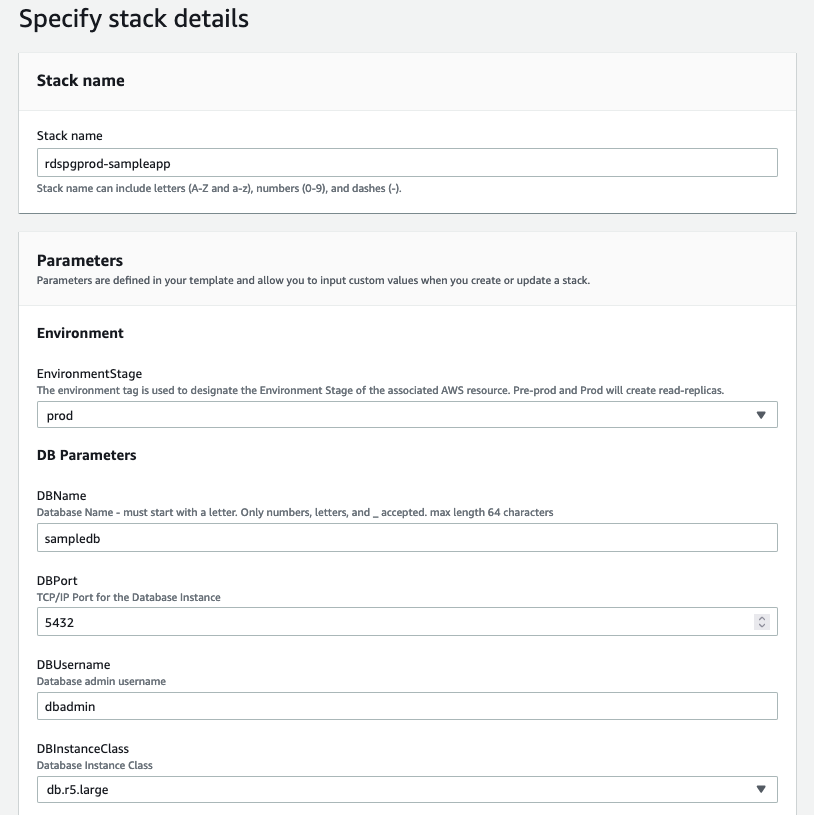 Specify stack details
Stack name
Stack name
rdspgprod-sampleapp
Stack name can include letters (A-Z and a-z), numbers (0-9), and dashes (-).
Parameters
Parameters are defined in your template and allow you to input custom values when you create or update a stack.
Environment
EnvironmentStage
The environment tag is used to designate the Environment Stage of the associated AWS resource. Pre-prod and Prod will create read-replicas.
prod
DB Parameters
DBName
Database Name - must start with a letter. Only numbers, letters, and _ accepted. max length 64 characters
sampledb
DBPort
TCP/IP Port for the Database Instance
5432
DBUsername
Database admin username
dbadmin
DBInstanceClass
Database Instance Class
db.r5.large